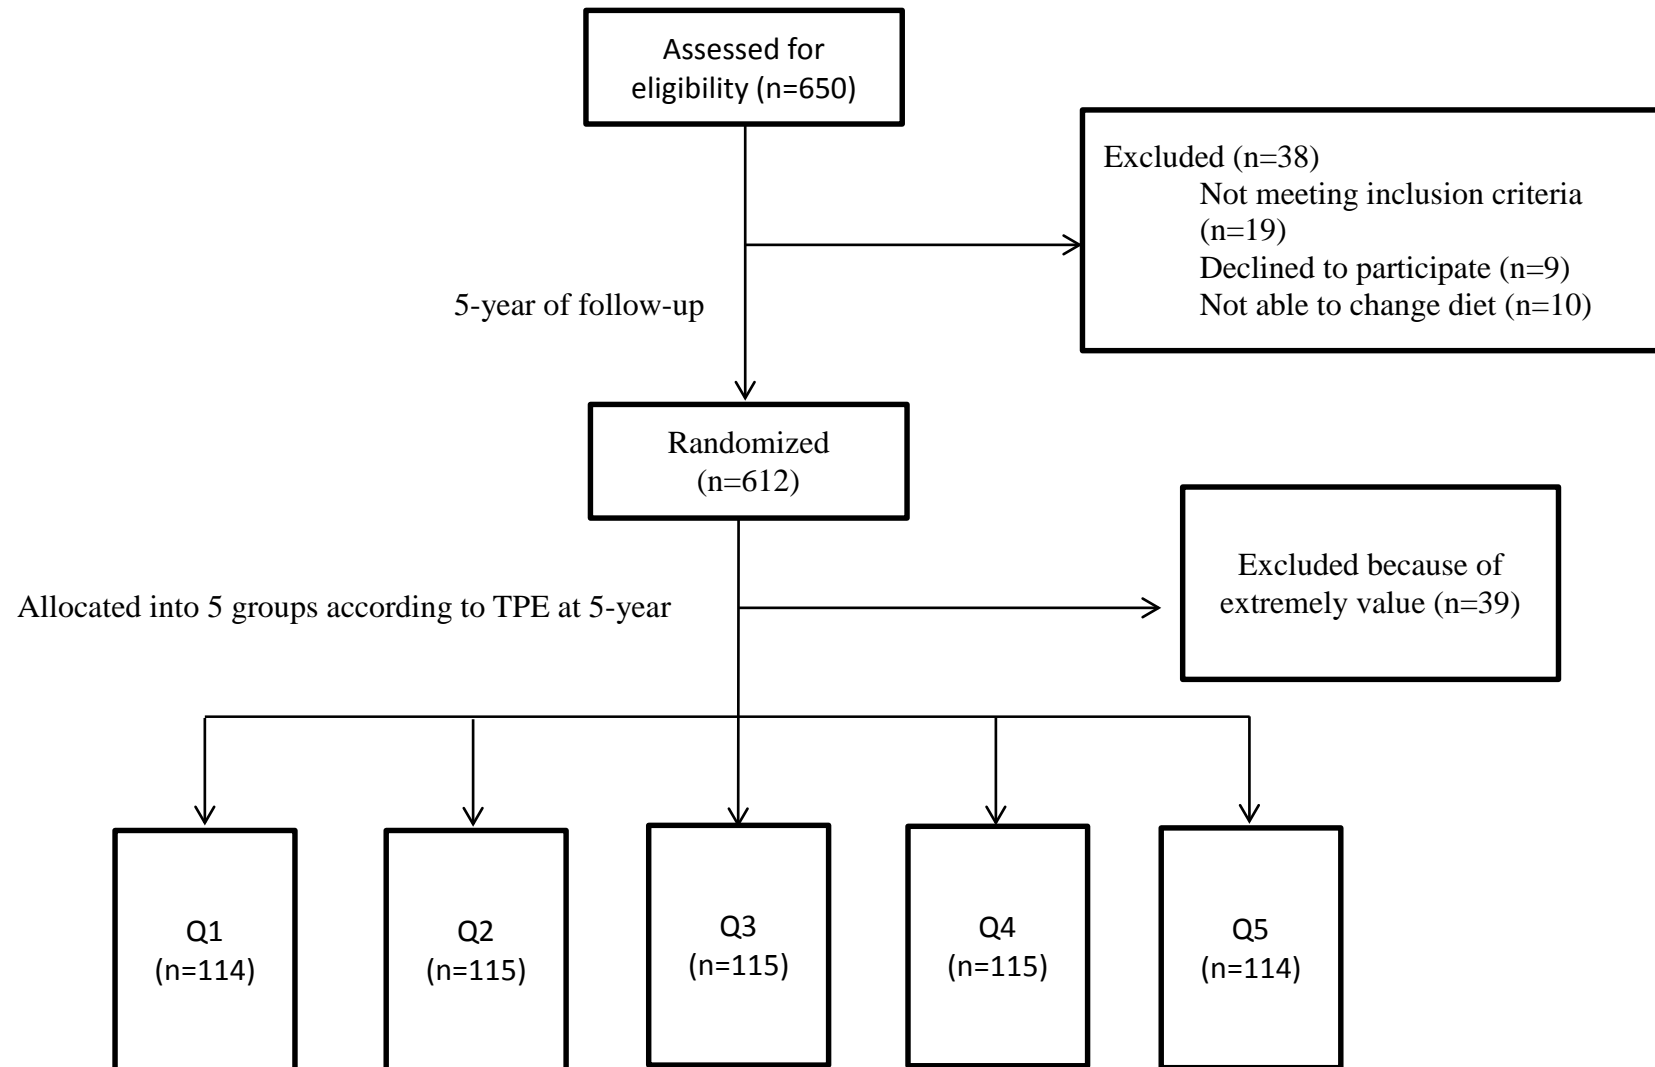 Assessed for
eligibility (n=650)
Excluded (n=38)
Not meeting inclusion criteria
(n=19)
Declined to participate (n=9)
Not able to change diet (n=10)
5-year of follow-up
Randomized
(n=612)
Excluded because of
extremely value (n=39)
Allocated into 5 groups according to TPE at 5-year
Q1
(n=114)
Q2
(n=115)
Q3
(n=115)
Q4
(n=115)
Q5
(n=114)